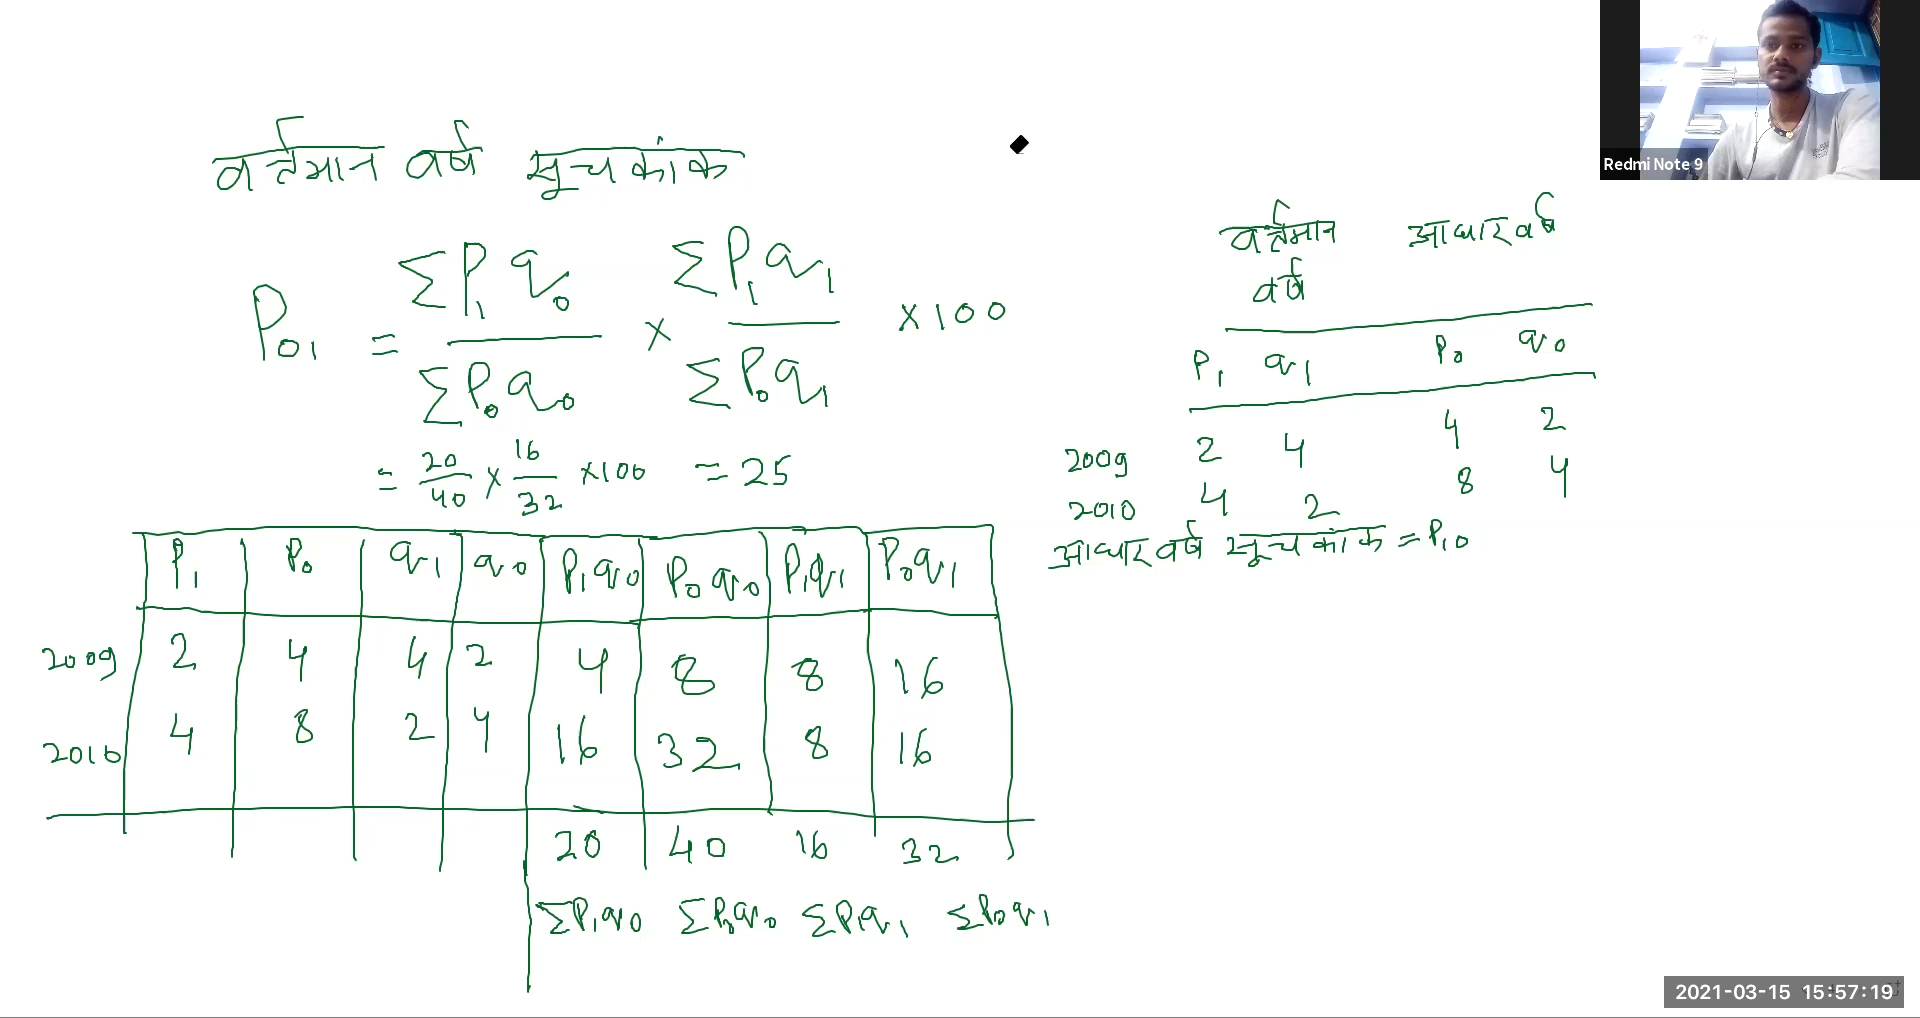 Redmi Note 9
वर्तमान वर्ष सूचकांक
P01 = ΣP1q0 / ΣP0q0 × ΣP1q1 / ΣP0q1 ×100
= 20/40 × 16/32 ×100 = 25
वर्तमान वर्ष आधार वर्ष
P1 q1 P0 q0
2009 2 4 4 2
2010 4 2 8 4
आधार वर्ष सूचकांक = P10
P1 P0 q1 q0 P1q0 P0q0 P1q1 P0q1
2009 2 4 4 2 4 8 8 16
2010 4 8 2 4 16 32 8 16
20 40 16 32
ΣP1q0 ΣP0q0 ΣP1q1 ΣP0q1
2021-03-15 15:57:19